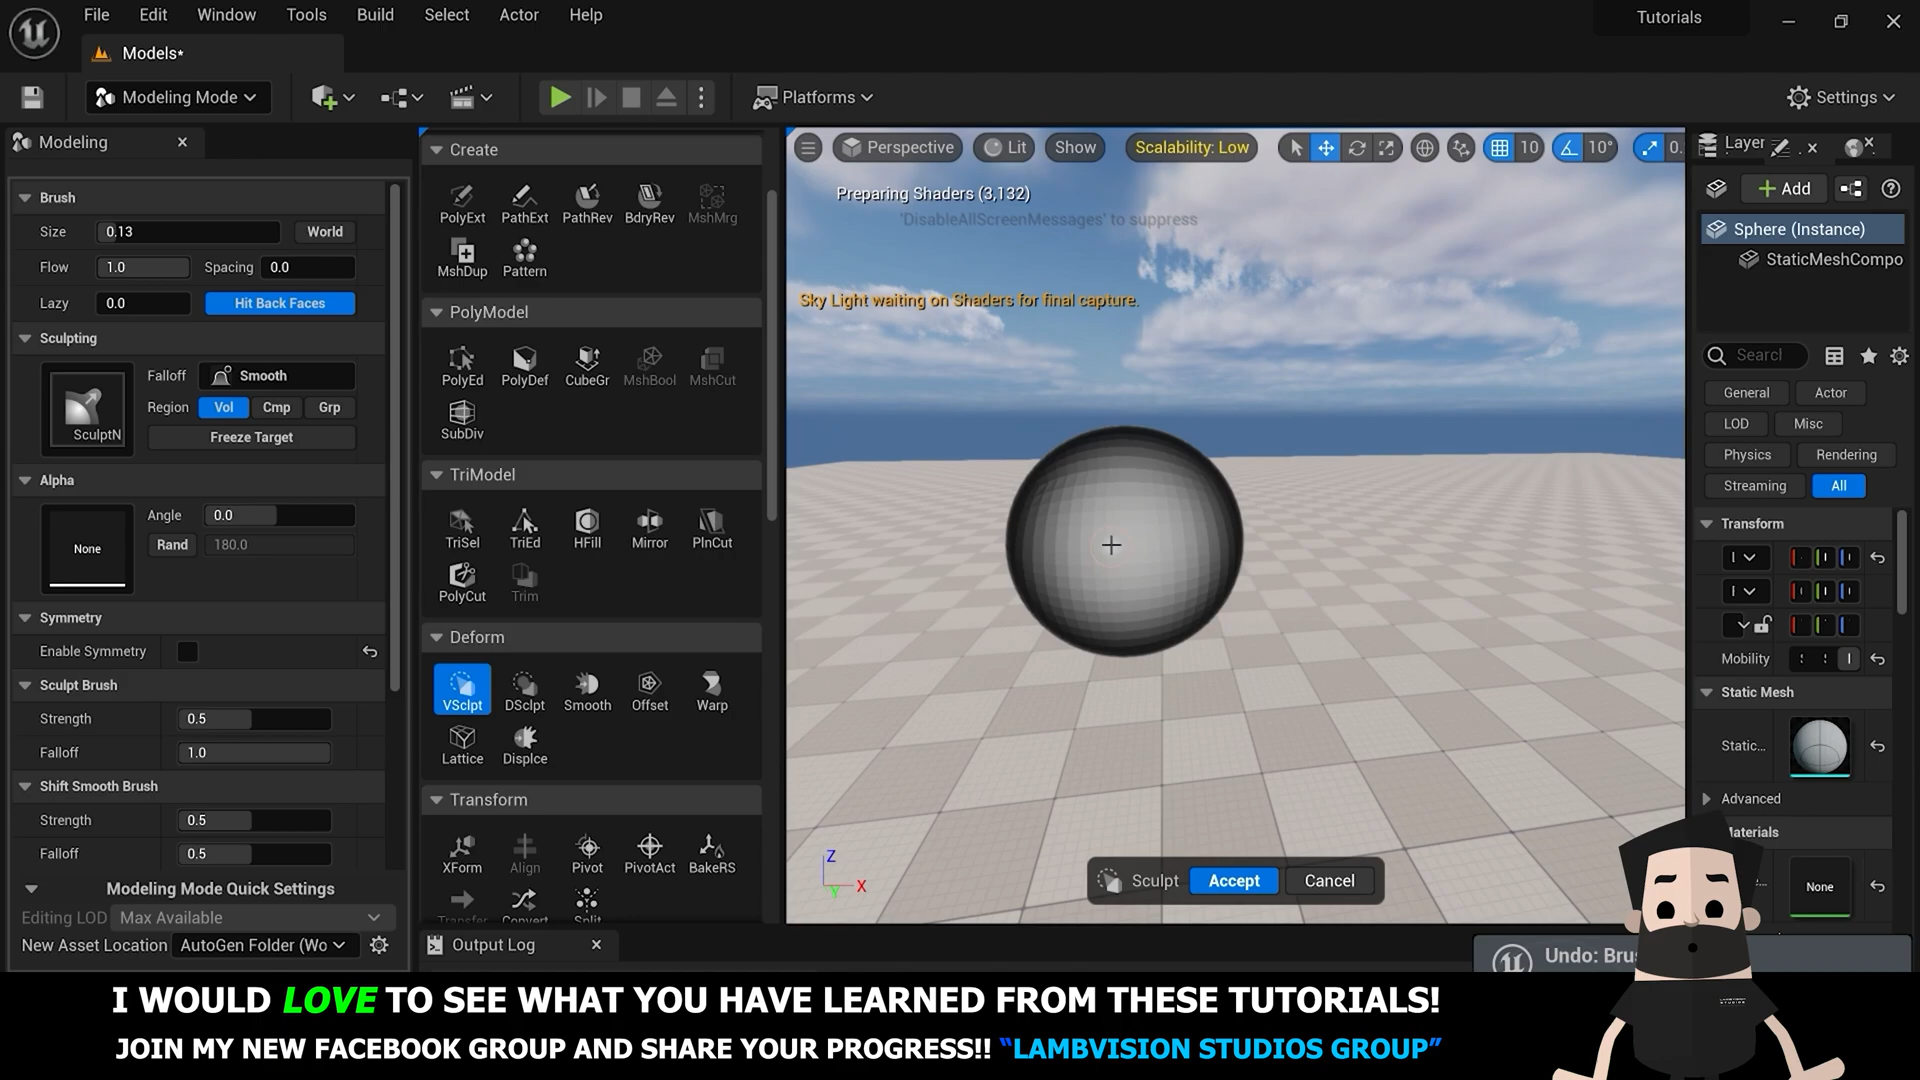 File Edit Window Tools Build Select Actor Help Tutorials
Models*
Modeling Mode Platforms Settings
Modeling
Brush
Size 0.13 World
Flow 1.0 Spacing 0.0
Lazy 0.0 Hit Back Faces
Sculpting
Falloff Smooth
Region Vol Cmp Grp
SculptN
Freeze Target
Alpha
Angle 0.0
None
Rand 180.0
Symmetry
Enable Symmetry
Sculpt Brush
Strength 0.5
Falloff 1.0
Shift Smooth Brush
Strength 0.5
Falloff 0.5
Modeling Mode Quick Settings
Editing LOD Max Available
New Asset Location AutoGen Folder (Wo
Create
PolyExt PathExt PathRev BdryRev MshMrg
MshDup Pattern
PolyModel
PolyEd PolyDef CubeGr MshBool MshCut
SubDiv
TriModel
TriSel TriEd HFill Mirror PlnCut
PolyCut Trim
Deform
VSclpt DSclpt Smooth Offset Warp
Lattice Displce
Transform
XForm Align Pivot PivotAct BakeRS
Transfer Convert Split
Output Log
Perspective Lit Show Scalability: Low 10 10° 0.
Preparing Shaders (3,132)
'DisableAllScreenMessages' to suppress
Sky Light waiting on Shaders for final capture.
Z
X
Y
Sculpt Accept Cancel
Layer
Add
Sphere (Instance)
StaticMeshCompo
Searcl
General Actor
LOD Misc
Physics Rendering
Streaming All
Transform
Mobility
Static Mesh
Static...
Advanced
Materials
None
Undo: Bru
I WOULD LOVE TO SEE WHAT YOU HAVE LEARNED FROM THESE TUTORIALS!
JOIN MY NEW FACEBOOK GROUP AND SHARE YOUR PROGRESS!! "LAMBVISION STUDIOS GROUP"